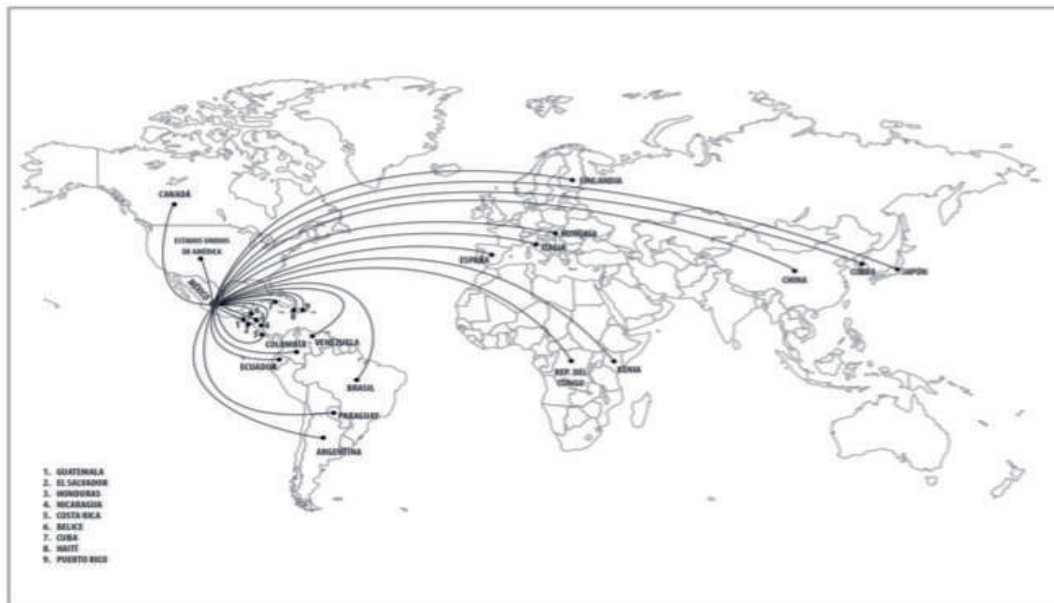 FINLANDIA
CANADÁ
ESTADOS UNIDOS
DE AMÉRICA
HUNGRÍA
ITALIA
ESPAÑA
MÉXICO
CHINA
COREA
JAPÓN
COLOMBIA
VENEZUELA
ECUADOR
REP. DEL
CONGO
KENIA
BRASIL
PARAGUAY
ARGENTINA
1. GUATEMALA
2. EL SALVADOR
3. HONDURAS
4. NICARAGUA
5. COSTA RICA
6. BELICE
7. CUBA
8. HAITÍ
9. PUERTO RICO